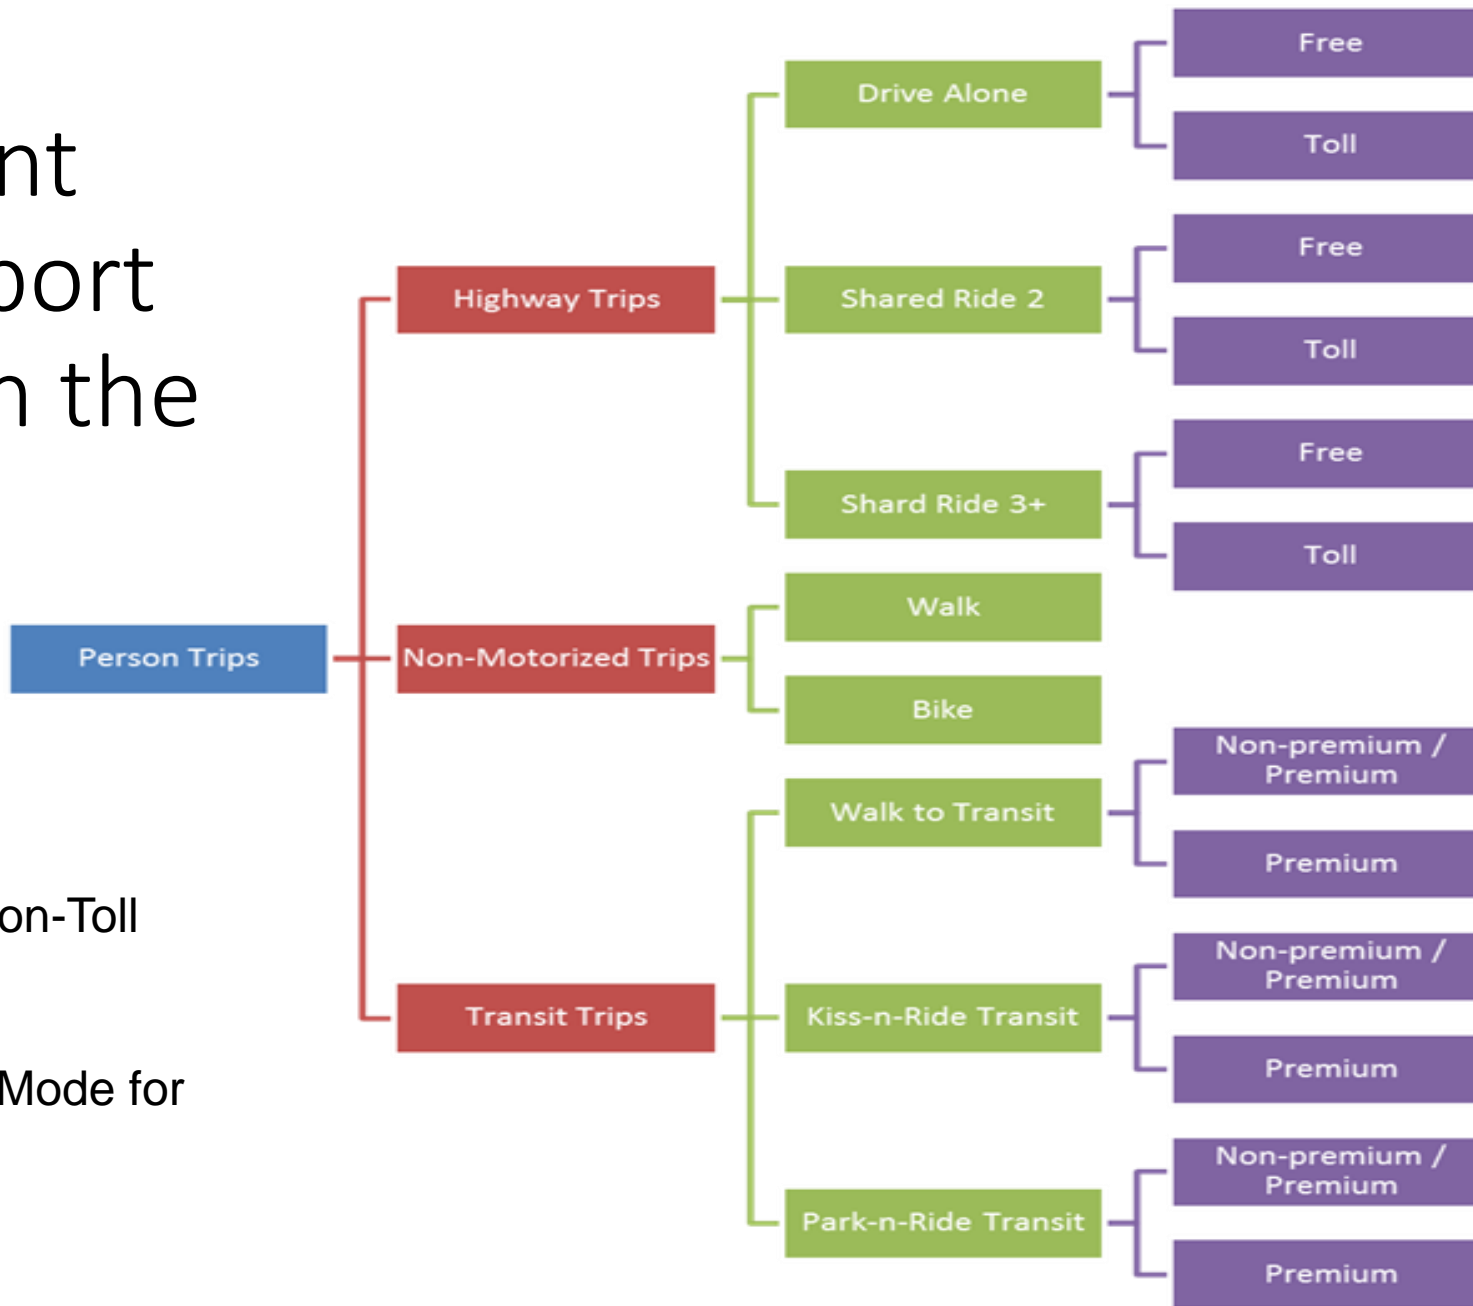 nt
port
n the
on-Toll
Mode for
Person Trips
Highway Trips
Drive Alone
Free
Toll
Shared Ride 2
Free
Toll
Shard Ride 3+
Free
Toll
Non-Motorized Trips
Walk
Bike
Transit Trips
Walk to Transit
Non-premium /
Premium
Premium
Kiss-n-Ride Transit
Non-premium /
Premium
Premium
Park-n-Ride Transit
Non-premium /
Premium
Premium